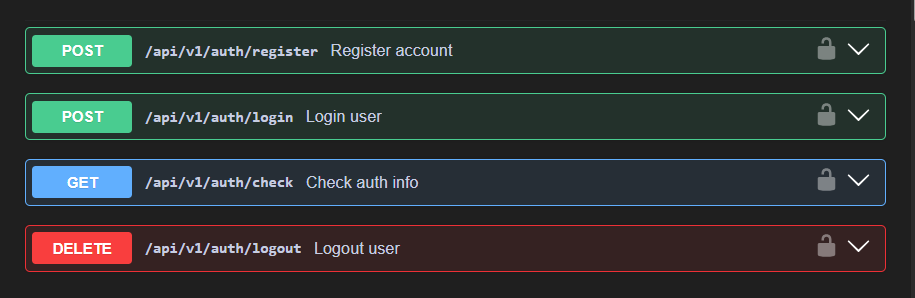 POST /api/v1/auth/register Register account
POST /api/v1/auth/login Login user
GET /api/v1/auth/check Check auth info
DELETE /api/v1/auth/logout Logout user